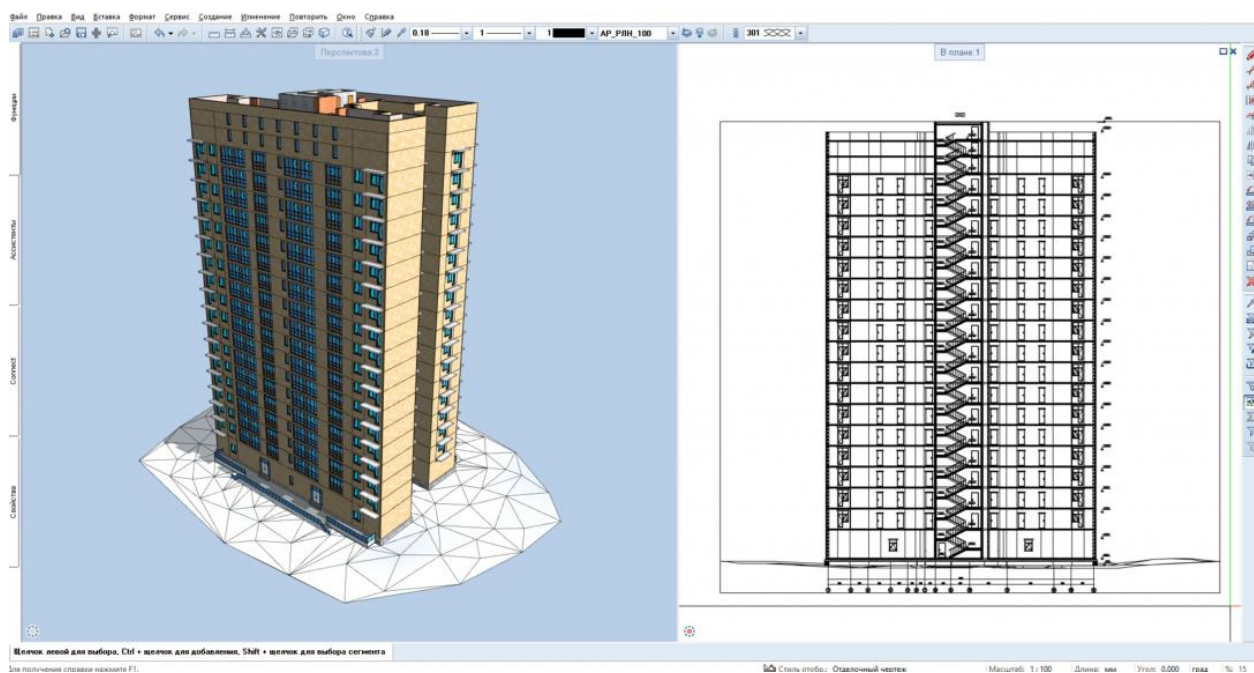 Файл Правка Вид Вставка Формат Сервис Создание Изменение Повторить Окно Справка
0.18 1 1 АР_РЛН_100 301
Перспектива:2
В плане:1
Функции
Ассистенты
Connect
Свойства
Щелчок левой для выбора, Ctrl + щелчок для добавления, Shift + щелчок для выбора сегмента
Для получения справки нажмите F1.
Стиль отобр.: Отделочный чертеж Масштаб: 1:100 Длина: мм Угол: 0.000 град %: 15